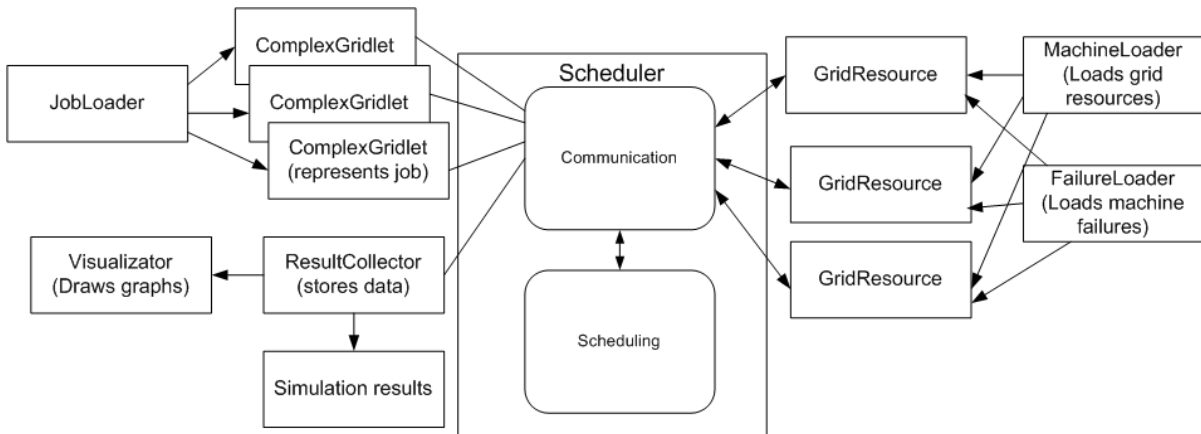 JobLoader
ComplexGridlet
ComplexGridlet
ComplexGridlet
(represents job)
Visualizator
(Draws graphs)
ResultCollector
(stores data)
Simulation results
Scheduler
Communication
Scheduling
GridResource
GridResource
GridResource
MachineLoader
(Loads grid
resources)
FailureLoader
(Loads machine
failures)